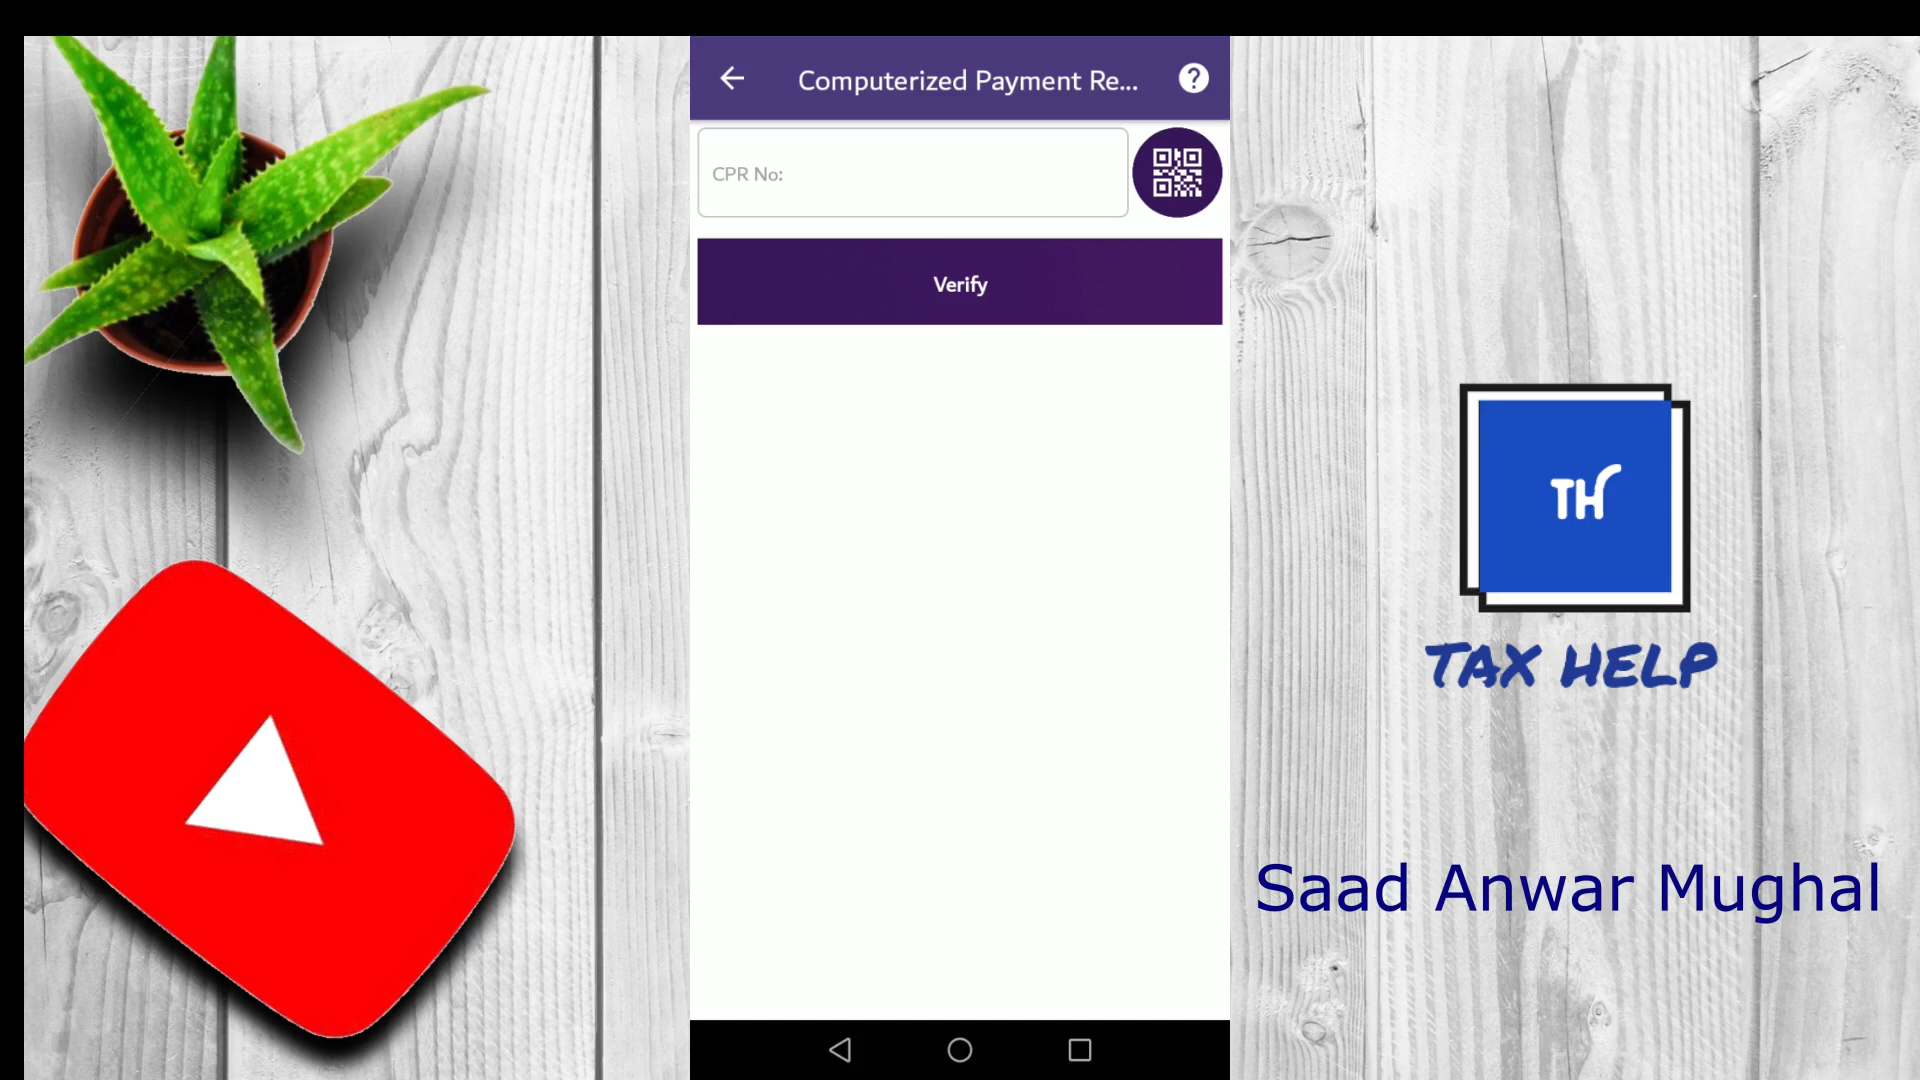 Computerized Payment Re...
?
CPR No:
Verify
TH
TAX HELP
Saad Anwar Mughal